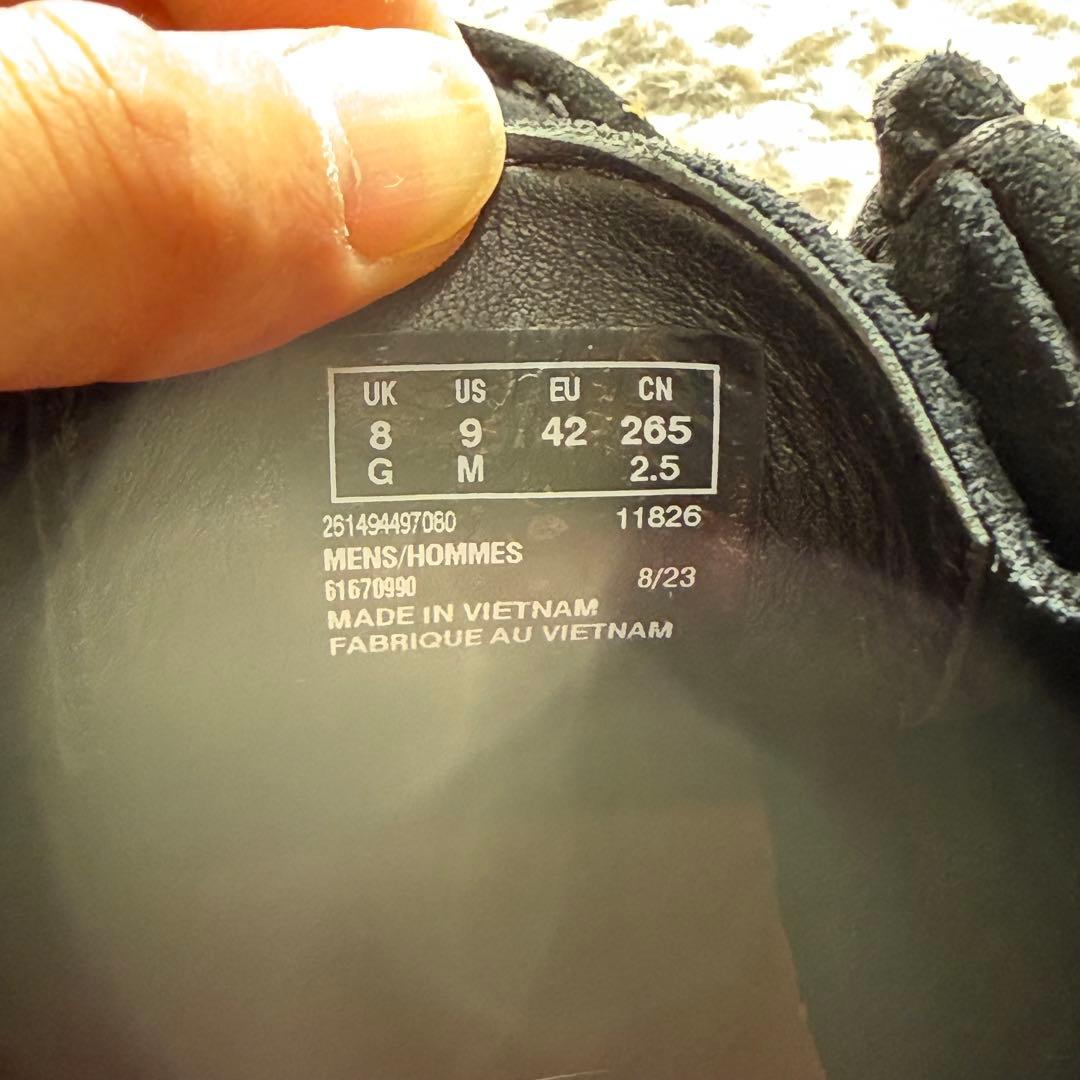 UK US EU CN
8 9 42 265
G M 2.5
261494497080 11826
MENS/HOMMES
61670990 8/23
MADE IN VIETNAM
FABRIQUE AU VIETNAM